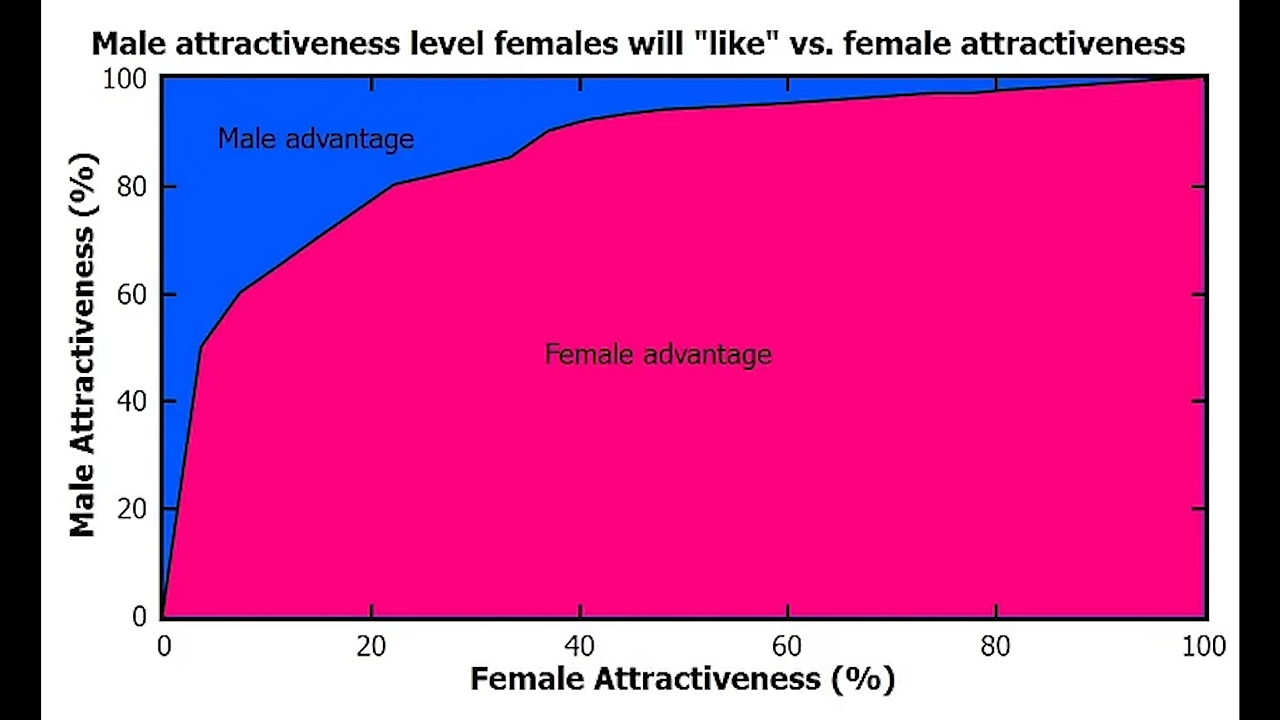 Male attractiveness level females will "like" vs. female attractiveness
100
Male advantage
80
60
Female advantage
40
20
0
0 20 40 60 80 100
Male Attractiveness (%)
Female Attractiveness (%)